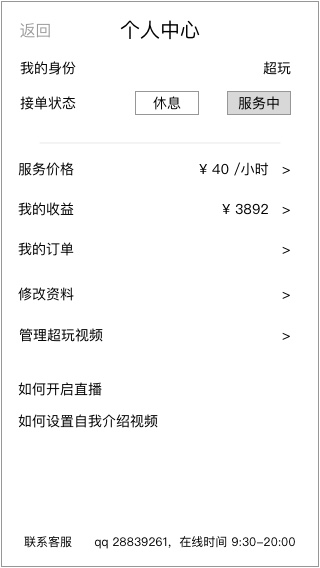 返回 个人中心
我的身份 超玩
接单状态 休息 服务中
服务价格 ¥ 40 /小时 >
我的收益 ¥ 3892 >
我的订单 >
修改资料 >
管理超玩视频 >
如何开启直播
如何设置自我介绍视频
联系客服 qq 28839261，在线时间 9:30-20:00